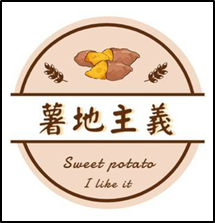 薯地主義
Sweet potato
I like it